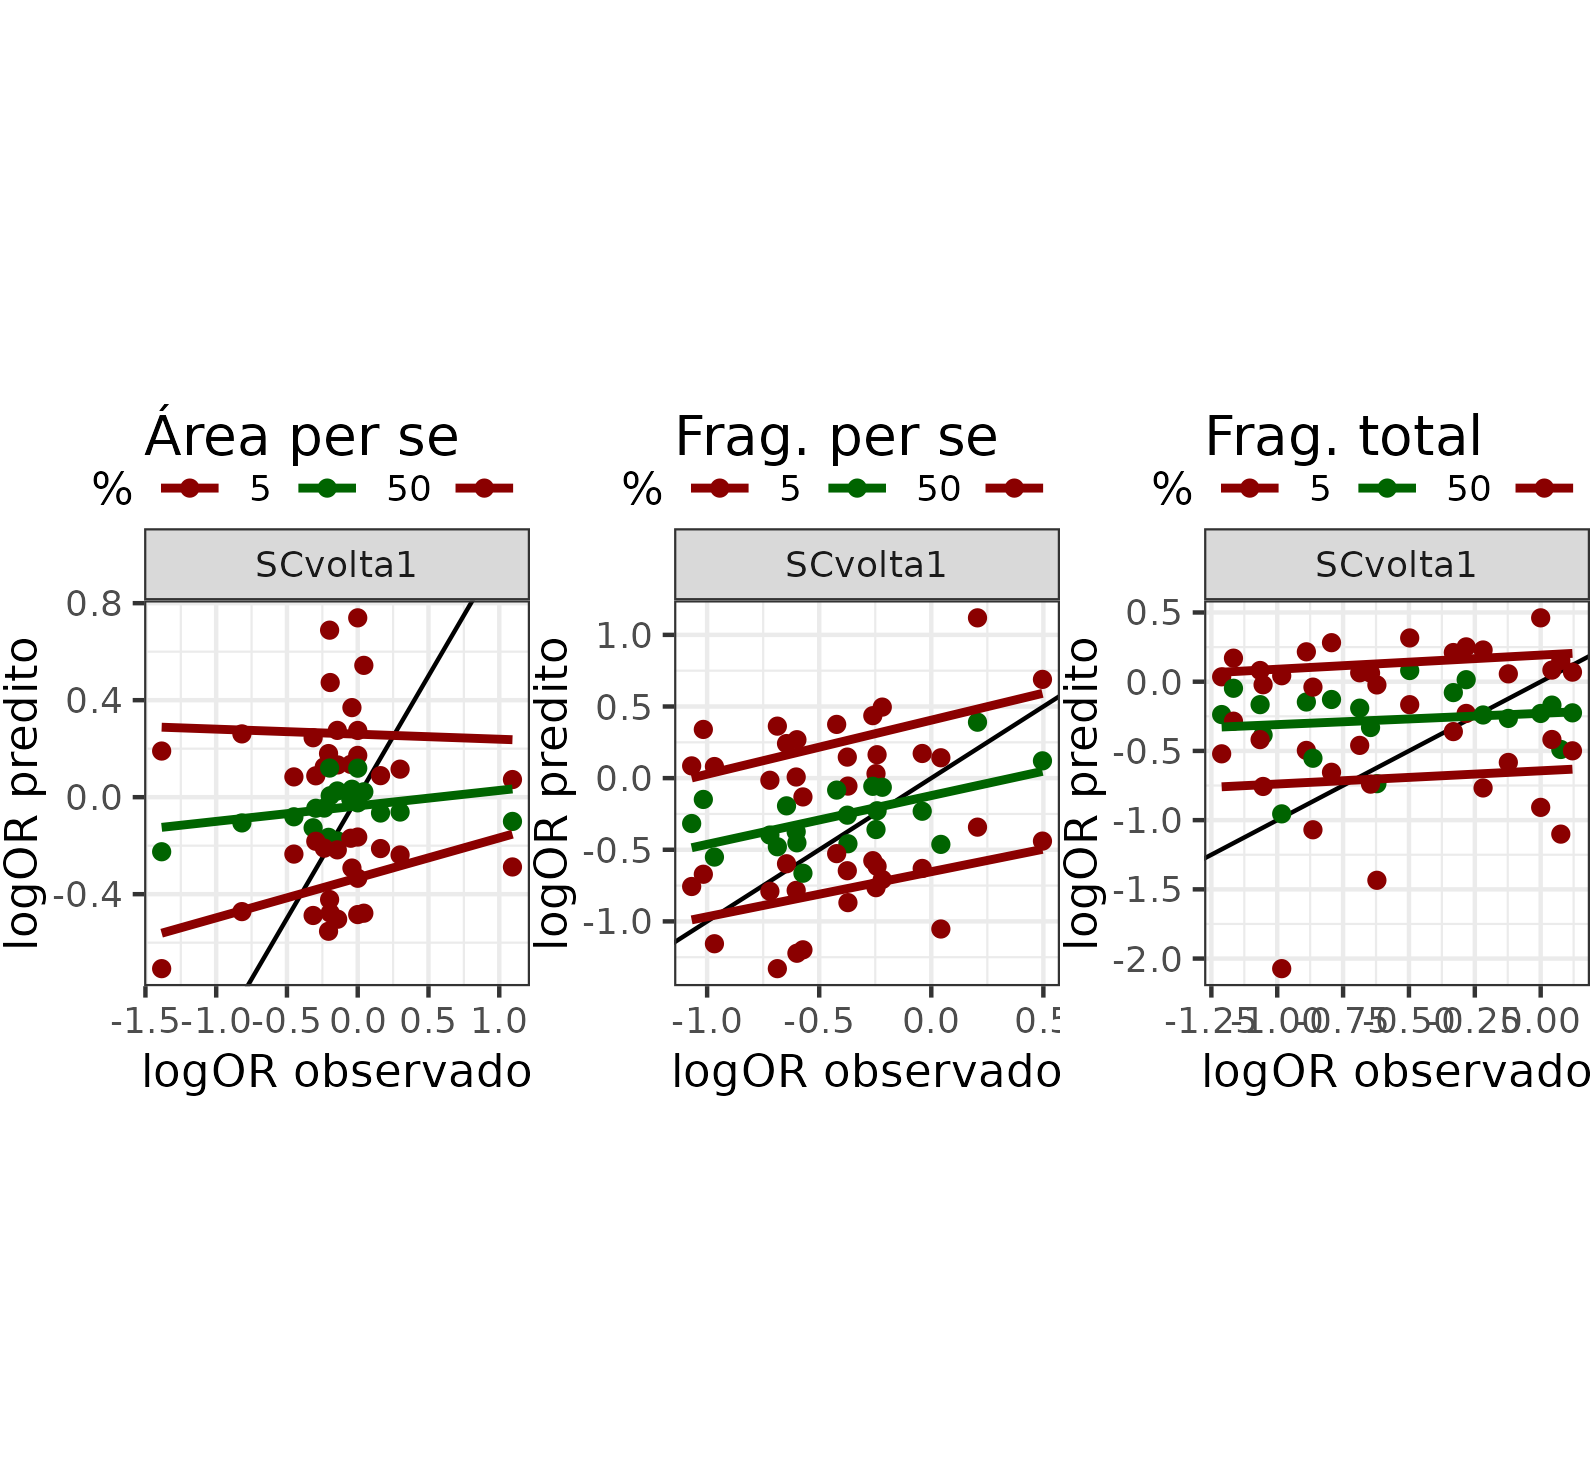 Área per se
% 5 50
SCvolta1
0.8
0.4
0.0
-0.4
logOR predito
-1.5 -1.0 -0.5 0.0 0.5 1.0
logOR observado
Frag. per se
% 5 50
SCvolta1
1.0
0.5
0.0
-0.5
-1.0
logOR predito
-1.0 -0.5 0.0 0.5
logOR observado
Frag. total
% 5 50
SCvolta1
0.5
0.0
-0.5
-1.0
-1.5
-2.0
logOR predito
-1.25 -1.00 -0.75 -0.50 -0.25 0.00
logOR observado